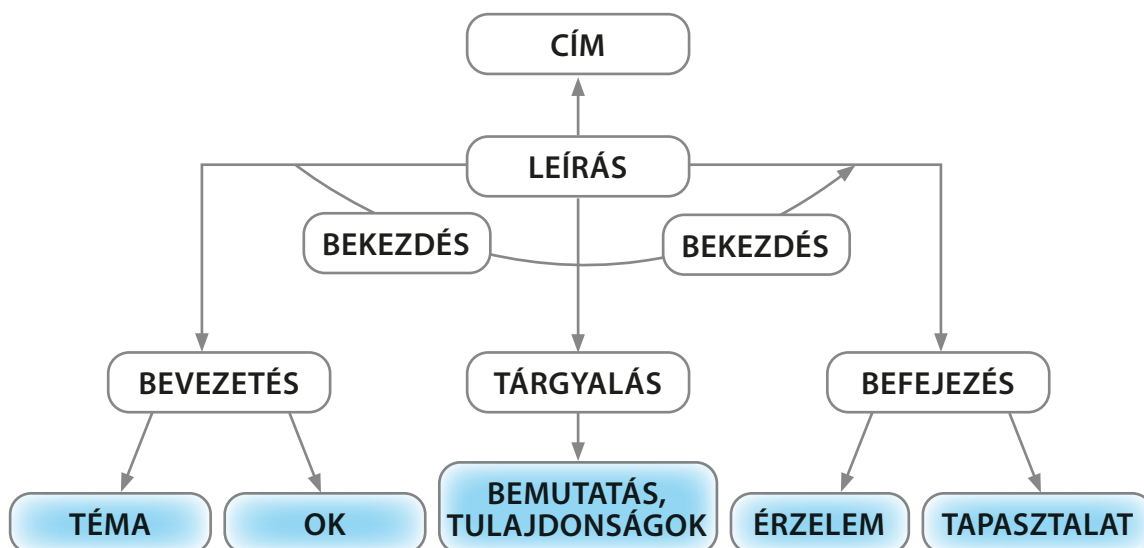 CÍM
LEÍRÁS
BEKEZDÉS
BEKEZDÉS
BEVEZETÉS
TÁRGYALÁS
BEFEJEZÉS
TÉMA
OK
BEMUTATÁS,
TULAJDONSÁGOK
ÉRZELEM
TAPASZTALAT